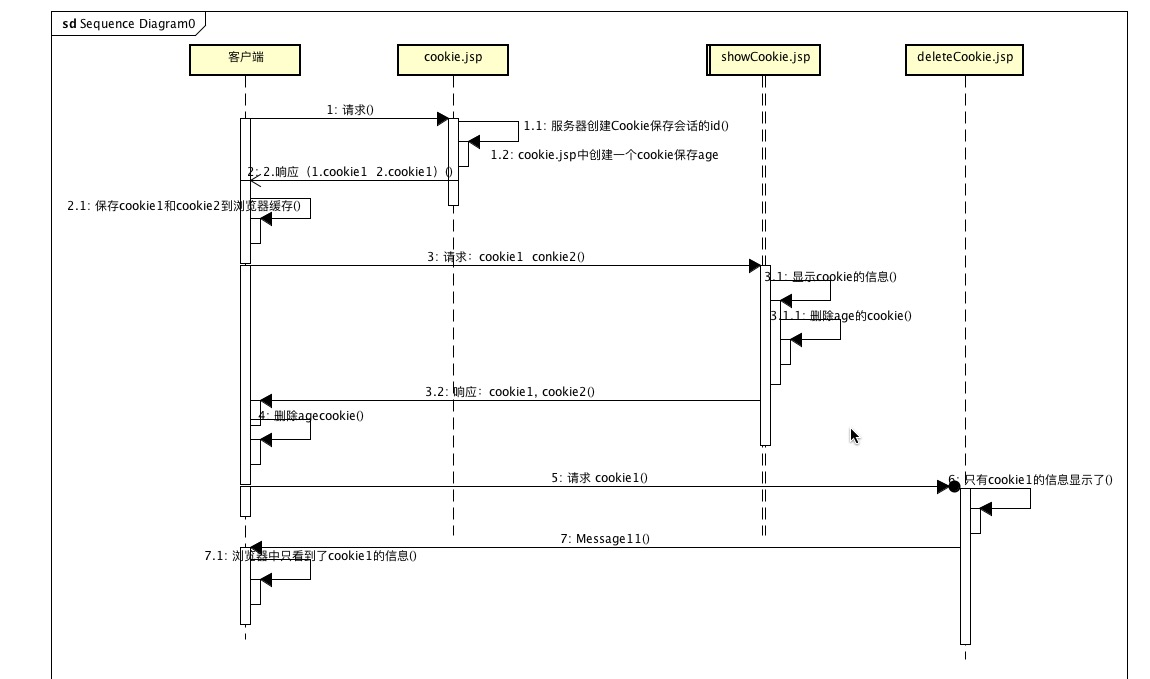 sd Sequence Diagram0
客户端
cookie.jsp
showCookie.jsp
deleteCookie.jsp
1: 请求()
1.1: 服务器创建Cookie保存会话的id()
1.2: cookie.jsp中创建一个cookie保存age
2: 2.响应（1.cookie1 2.cookie1）()
2.1: 保存cookie1和cookie2到浏览器缓存()
3: 请求：cookie1 conkie2()
3.1: 显示cookie的信息()
3.1.1: 删除age的cookie()
3.2: 响应：cookie1, cookie2()
4: 删除agecookie()
5: 请求 cookie1()
6: 只有cookie1的信息显示了()
7: Message11()
7.1: 浏览器中只看到了cookie1的信息()